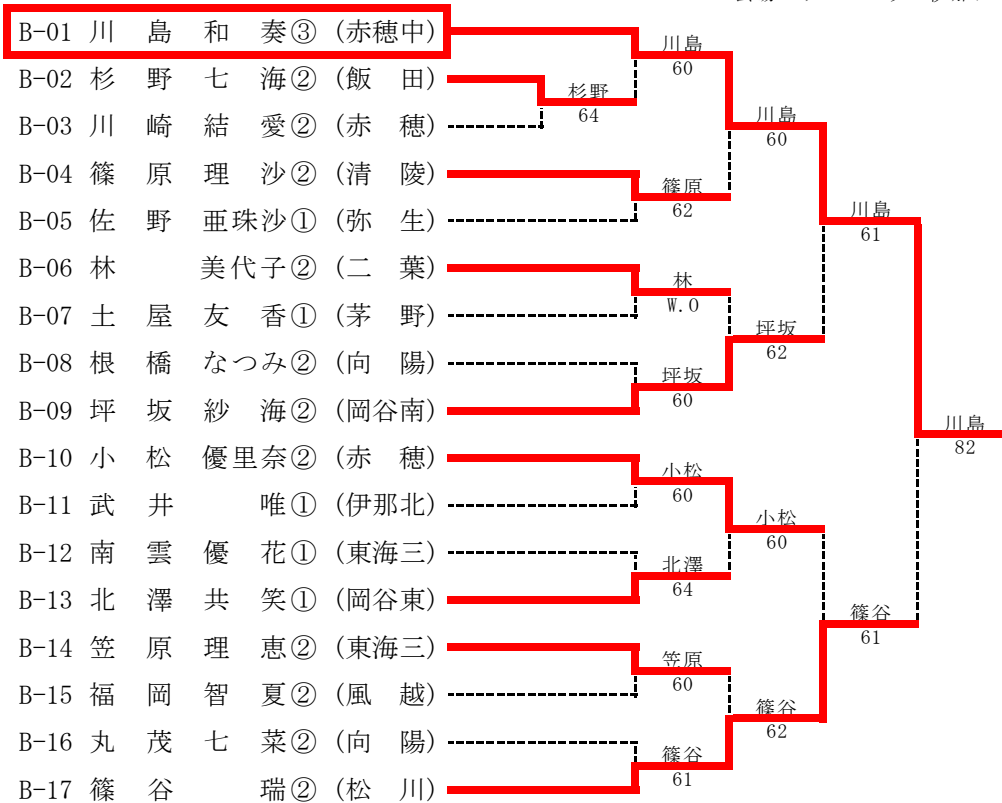 B-01 川 島 和 奏③ (赤穂中)
B-02 杉 野 七 海② (飯 田)
B-03 川 崎 結 愛② (赤 穂)
B-04 篠 原 理 沙② (清 陵)
B-05 佐 野 亜珠沙① (弥 生)
B-06 林 美代子② (二 葉)
B-07 土 屋 友 香① (茅 野)
B-08 根 橋 なつみ② (向 陽)
B-09 坪 坂 紗 海② (岡谷南)
B-10 小 松 優里奈② (赤 穂)
B-11 武 井 唯① (伊那北)
B-12 南 雲 優 花① (東海三)
B-13 北 澤 共 笑① (岡谷東)
B-14 笠 原 理 恵② (東海三)
B-15 福 岡 智 夏② (風 越)
B-16 丸 茂 七 菜② (向 陽)
B-17 篠 谷 瑞② (松 川)
杉野
64
川島
60
篠原
62
林
W.O
坪坂
60
小松
60
北澤
64
笠原
60
篠谷
61
川島
60
坪坂
62
小松
60
篠谷
62
川島
61
篠谷
61
川島
82